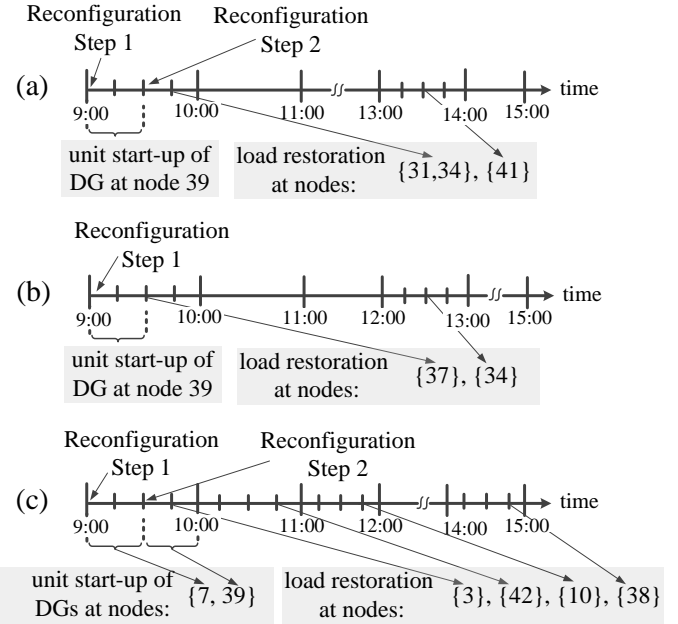 Reconfiguration
Step 1
Reconfiguration
Step 2
(a)
time
9:00
10:00
11:00
13:00
14:00
15:00
unit start-up of
DG at node 39
load restoration
at nodes:
{31,34}, {41}
Reconfiguration
Step 1
(b)
time
9:00
10:00
11:00
12:00
13:00
15:00
unit start-up of
DG at node 39
load restoration
at nodes:
{37}, {34}
Reconfiguration
Step 1
Reconfiguration
Step 2
(c)
time
9:00
10:00
11:00
12:00
14:00
15:00
unit start-up of
DGs at nodes:
{7, 39}
load restoration
at nodes:
{3}, {42}, {10}, {38}